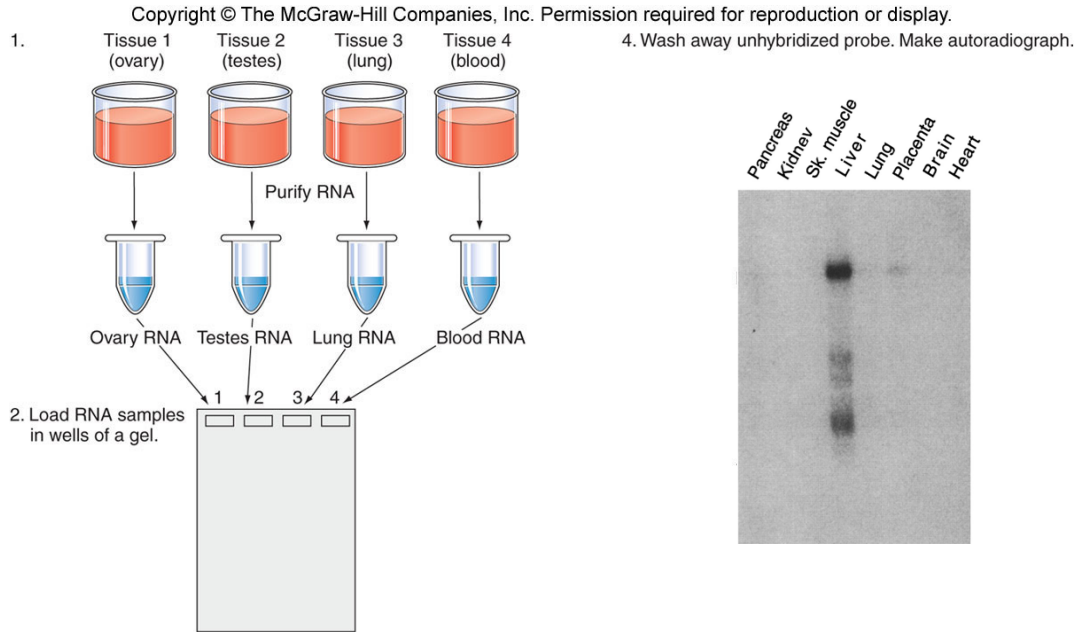 Copyright © The McGraw-Hill Companies, Inc. Permission required for reproduction or display.
1.
Tissue 1
(ovary)
Tissue 2
(testes)
Tissue 3
(lung)
Tissue 4
(blood)
Purify RNA
Ovary RNA
Testes RNA
Lung RNA
Blood RNA
1
2
3
4
2. Load RNA samples
in wells of a gel.
4. Wash away unhybridized probe. Make autoradiograph.
Pancreas
Kidnev
Sk. muscle
Liver
Lung
Placenta
Brain
Heart